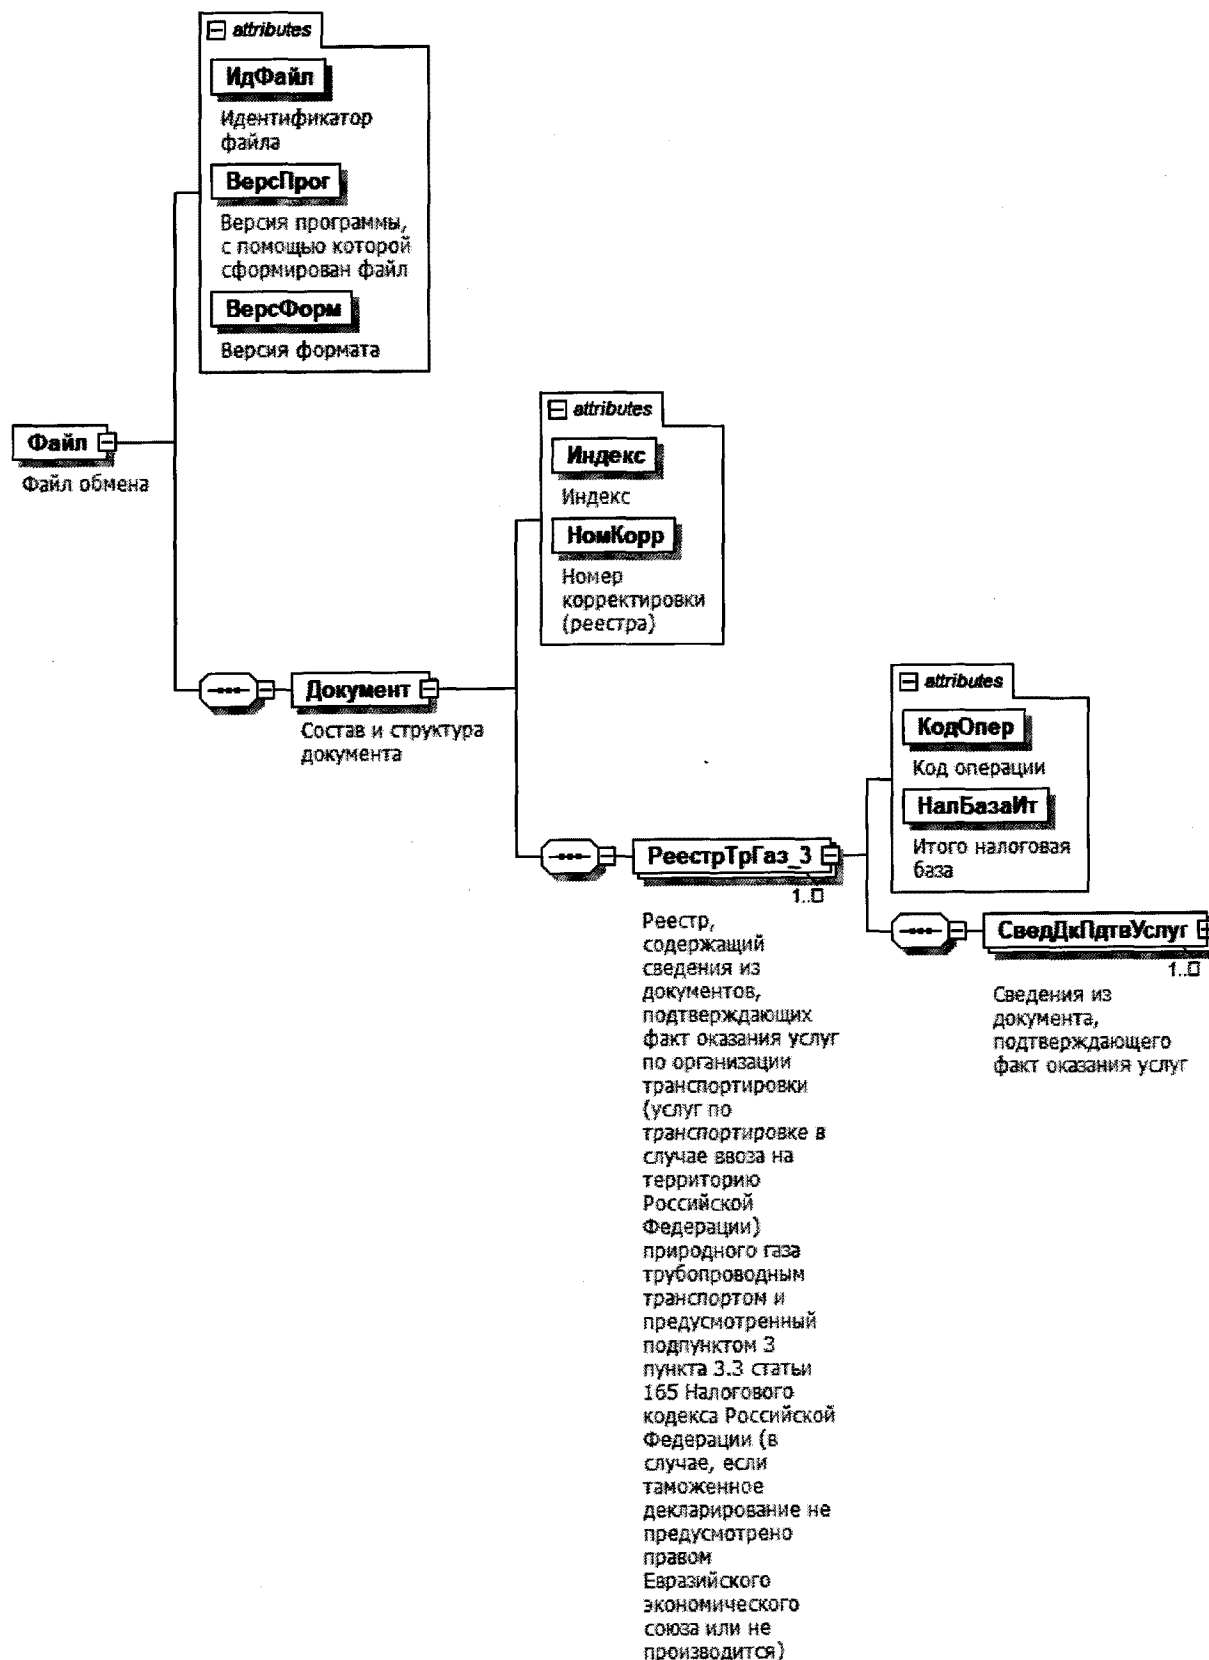 attributes
ИдФайл
Идентификатор
файла
ВерсПрог
Версия программы,
с помощью которой
сформирован файл
ВерсФорм
Версия формата
Файл
Файл обмена
attributes
Индекс
Индекс
НомКорр
Номер
корректировки
(реестра)
Документ
Состав и структура
документа
attributes
КодОпер
Код операции
НалБазаИт
Итого налоговая
база
РеестрТрГаз_3
1..
Реестр,
содержащий
сведения из
документов,
подтверждающих
факт оказания услуг
по организации
транспортировки
(услуг по
транспортировке в
случае ввоза на
территорию
Российской
Федерации)
природного газа
трубопроводным
транспортом и
предусмотренный
подпунктом 3
пункта 3.3 статьи
165 Налогового
кодекса Российской
Федерации (в
случае, если
таможенное
декларирование не
предусмотрено
правом
Евразийского
экономического
союза или не
производится)
СведДкПдтвУслуг
1..
Сведения из
документа,
подтверждающего
факт оказания услуг